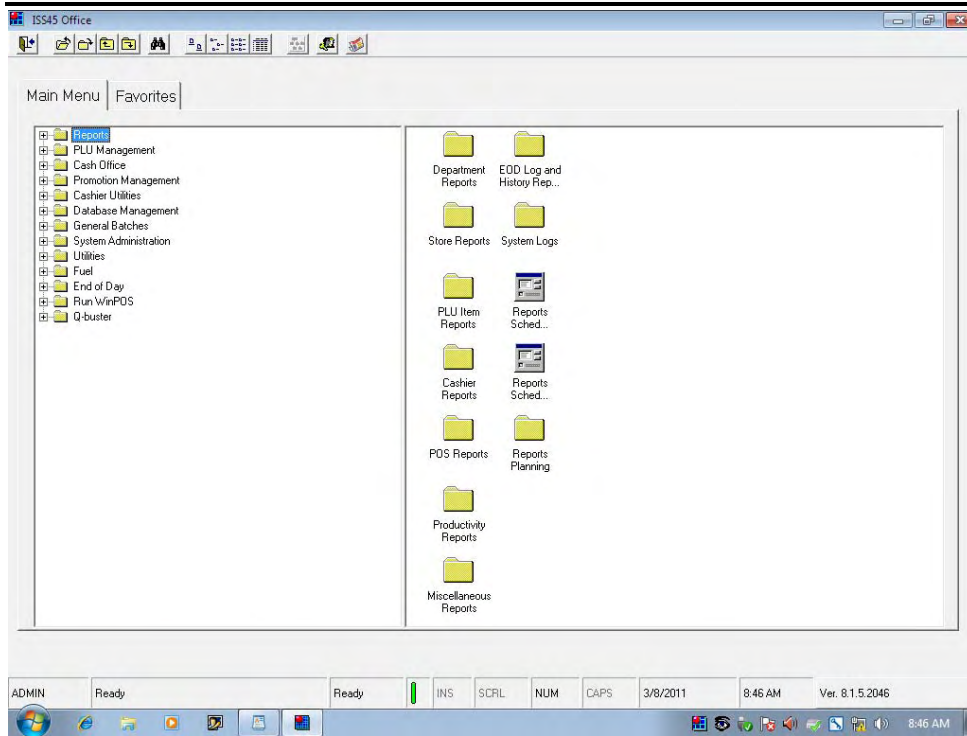 ISS45 Office
Main Menu
Favorites
Reports
PLU Management
Cash Office
Promotion Management
Cashier Utilities
Database Management
General Batches
System Administration
Utilities
Fuel
End of Day
Run WinPOS
Q-buster
Department
Reports
EOD Log and
History Rep...
Store Reports
System Logs
PLU Item
Reports
Reports
Sched...
Cashier
Reports
Reports
Sched...
POS Reports
Reports
Planning
Productivity
Reports
Miscellaneous
Reports
ADMIN
Ready
Ready
INS
SCRL
NUM
CAPS
3/8/2011
8:46 AM
Ver. 8.1.5.2046
8:46 AM